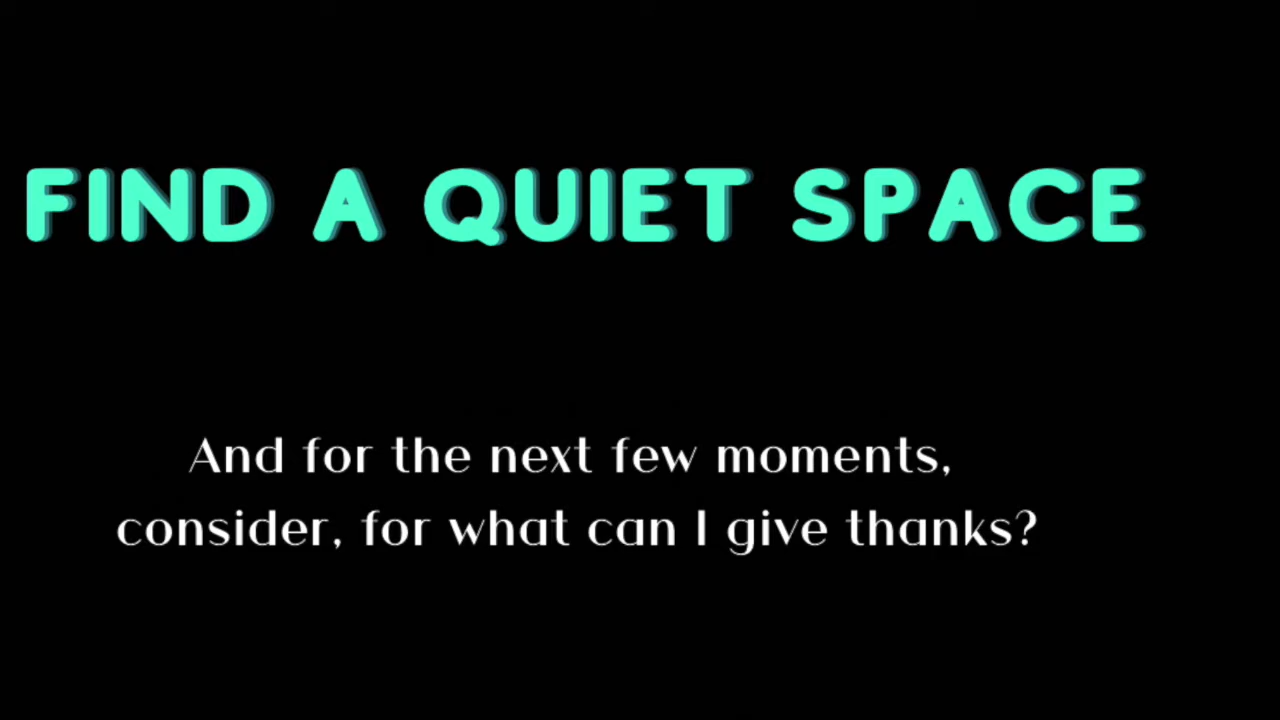 FIND A QUIET SPACE
And for the next few moments,
consider, for what can I give thanks?